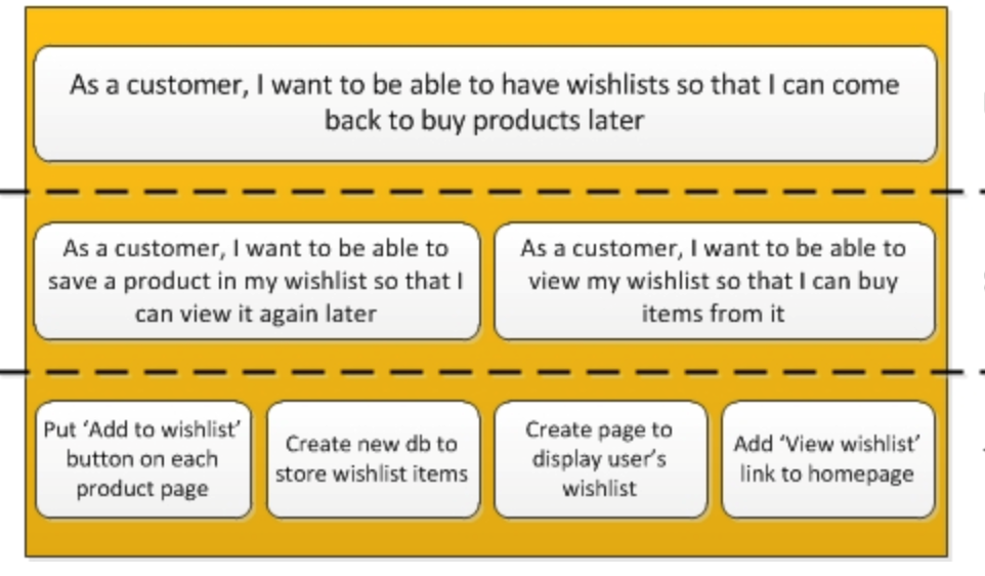 As a customer, I want to be able to have wishlists so that I can come
back to buy products later
As a customer, I want to be able to
save a product in my wishlist so that I
can view it again later
As a customer, I want to be able to
view my wishlist so that I can buy
items from it
Put ‘Add to wishlist’
button on each
product page
Create new db to
store wishlist items
Create page to
display user’s
wishlist
Add ‘View wishlist’
link to homepage